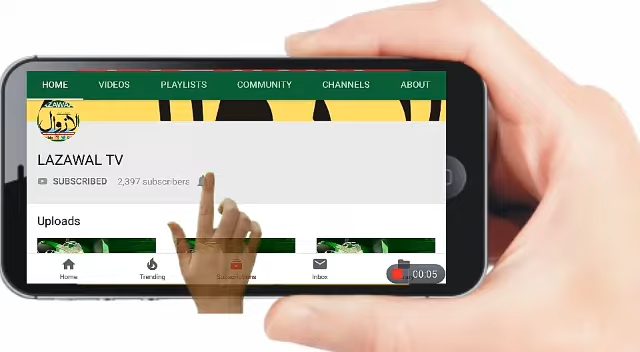 HOME VIDEOS PLAYLISTS COMMUNITY CHANNELS ABOUT
LAZAWAL
لازوال
LAZAWAL TV
SUBSCRIBED 2,397 subscribers
Uploads
Home Trending Subscriptions Inbox
00:05